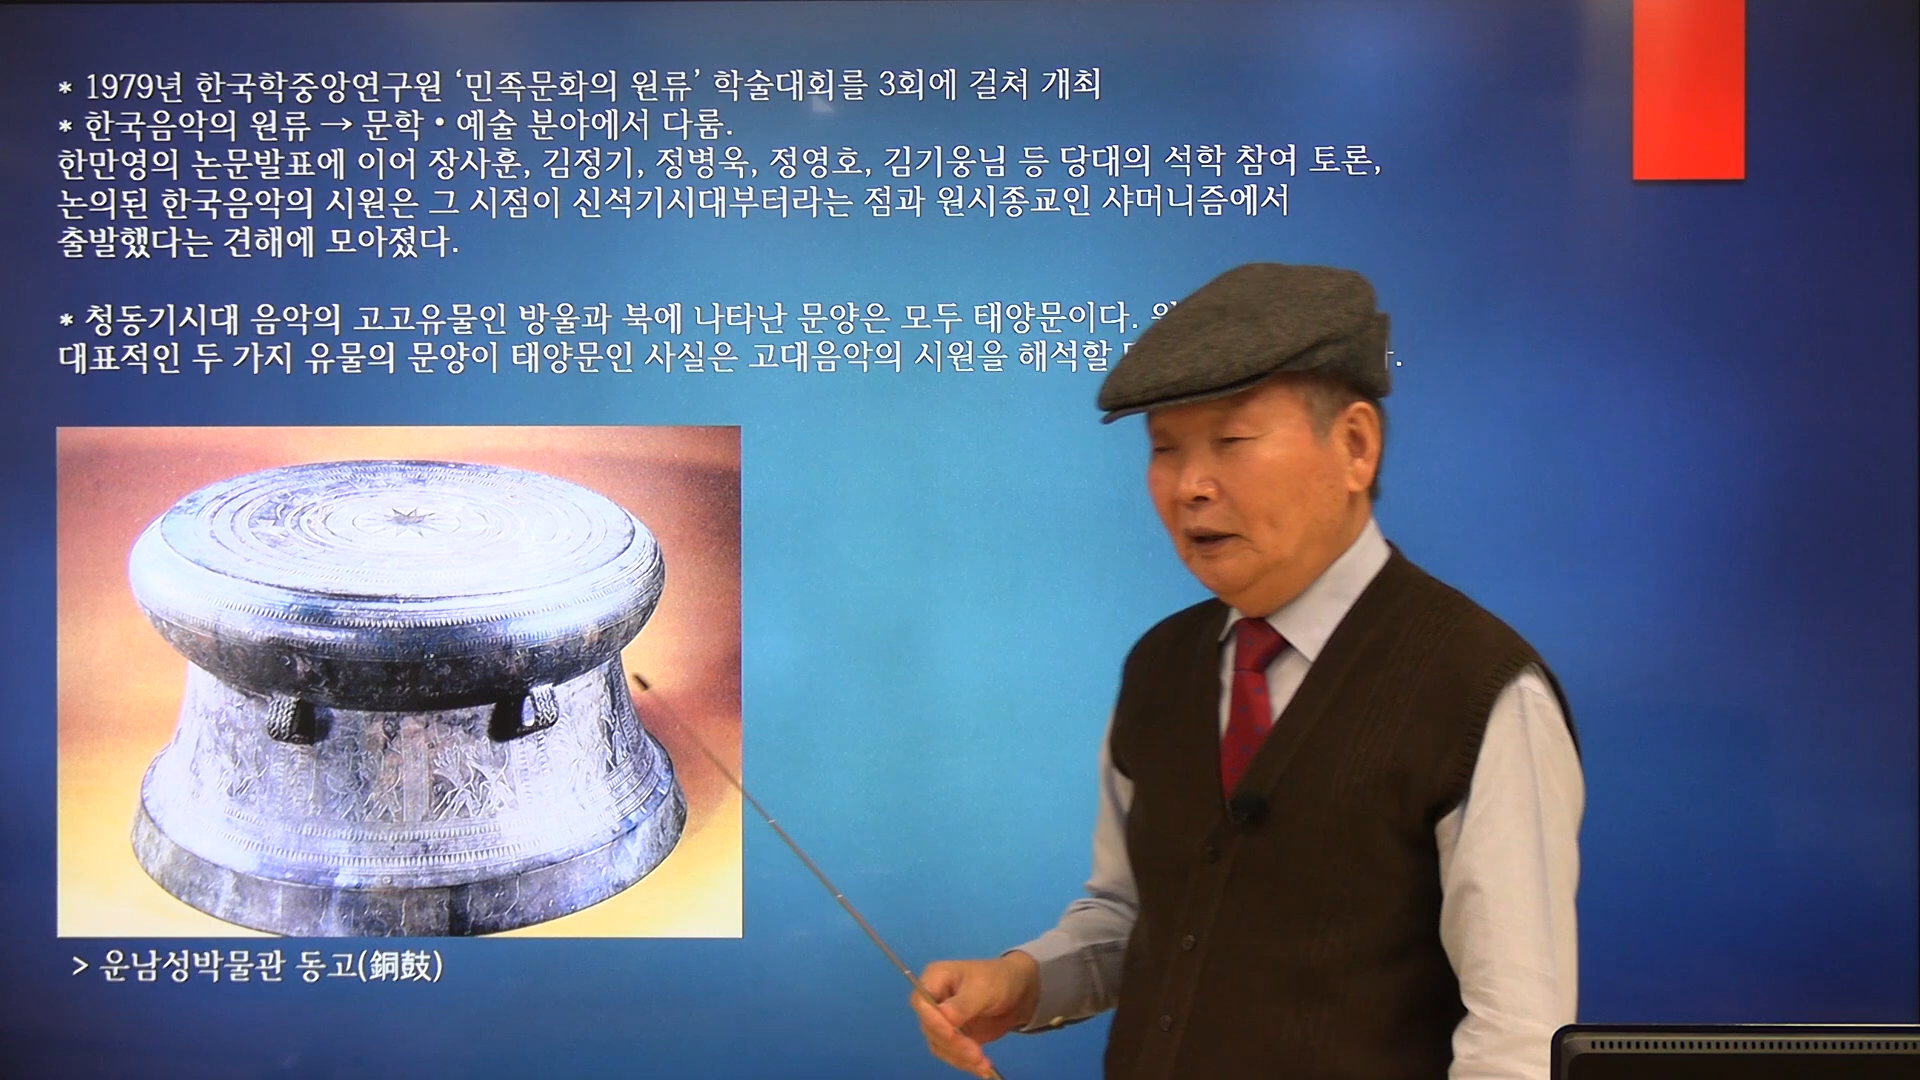 * 1979년 한국학중앙연구원 ‘민족문화의 원류’ 학술대회를 3회에 걸쳐 개최
* 한국음악의 원류 → 문학 • 예술 분야에서 다룸.
한만영의 논문발표에 이어 장사훈, 김정기, 정병욱, 정영호, 김기웅님 등 당대의 석학 참여 토론,
논의된 한국음악의 시원은 그 시점이 신석기시대부터라는 점과 원시종교인 샤머니즘에서
출발했다는 견해에 모아졌다.
* 청동기시대 음악의 고고유물인 방울과 북에 나타난 문양은 모두 태양문이다.
대표적인 두 가지 유물의 문양이 태양문인 사실은 고대음악의 시원을 해석할
> 운남성박물관 동고(銅鼓)